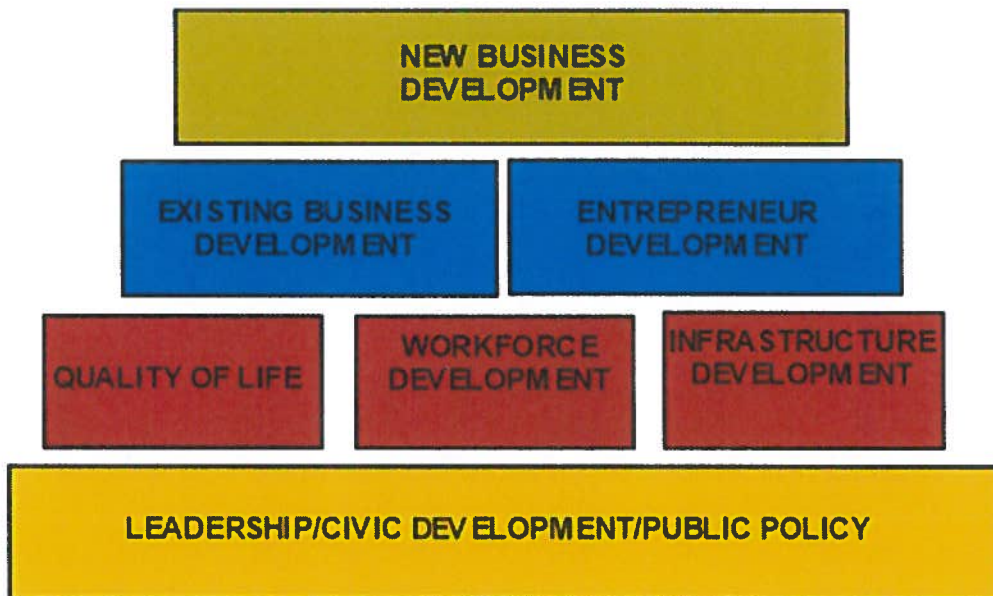 NEW BUSINESS
DEVELOPMENT
EXISTING BUSINESS
DEVELOPMENT
ENTREPRENEUR
DEVELOPMENT
QUALITY OF LIFE
WORKFORCE
DEVELOPMENT
INFRASTRUCTURE
DEVELOPMENT
LEADERSHIP/CIVIC DEVELOPMENT/PUBLIC POLICY